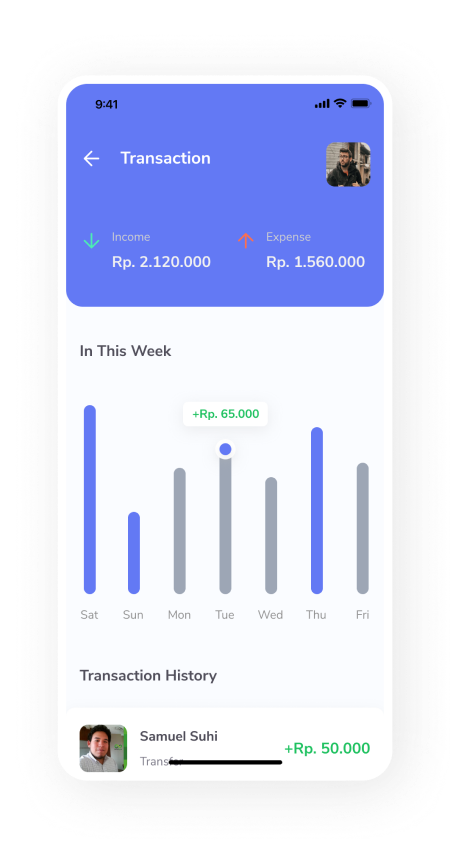 9:41
Transaction
Income
Expense
Rp. 2.120.000
Rp. 1.560.000
In This Week
+Rp. 65.000
Sat Sun Mon Tue Wed Thu Fri
Transaction History
Samuel Suhi
+Rp. 50.000
Transfer